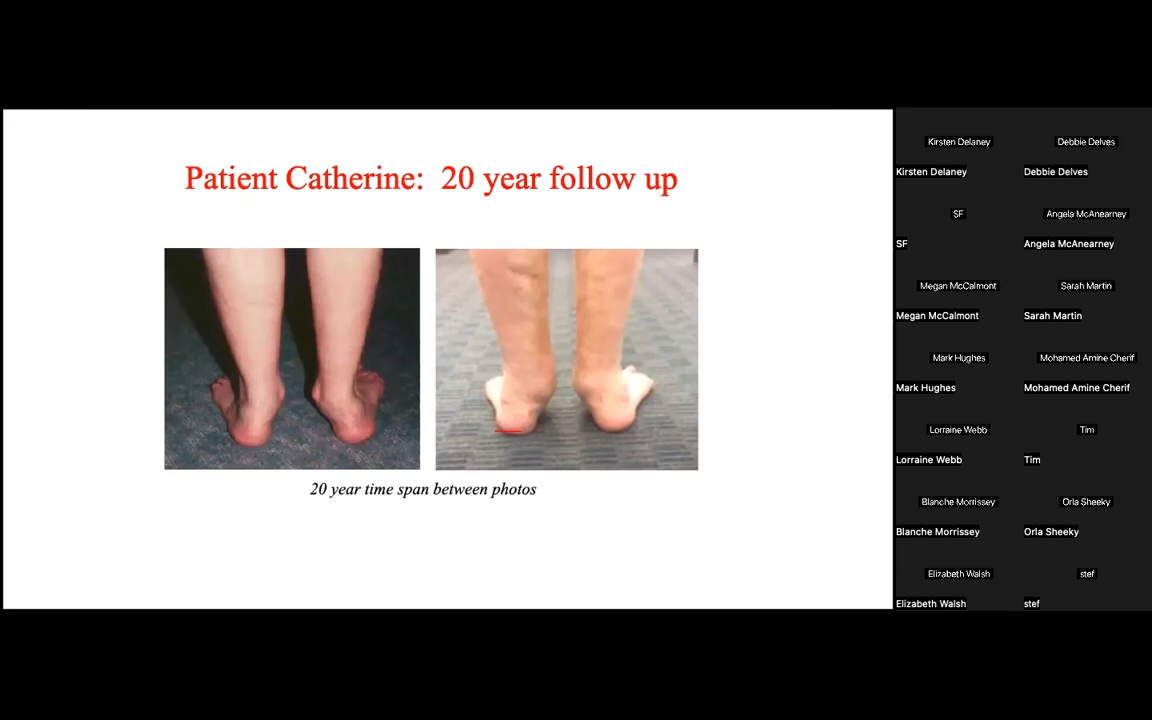 Patient Catherine: 20 year follow up
20 year time span between photos
Kirsten Delaney
Debbie Delves
Kirsten Delaney
Debbie Delves
SF
Angela McAnearney
SF
Angela McAnearney
Megan McCalmont
Sarah Martin
Megan McCalmont
Sarah Martin
Mark Hughes
Mohamed Amine Cherif
Mark Hughes
Mohamed Amine Cherif
Lorraine Webb
Tim
Lorraine Webb
Tim
Blanche Morrissey
Orla Sheeky
Blanche Morrissey
Orla Sheeky
Elizabeth Walsh
stef
Elizabeth Walsh
stef